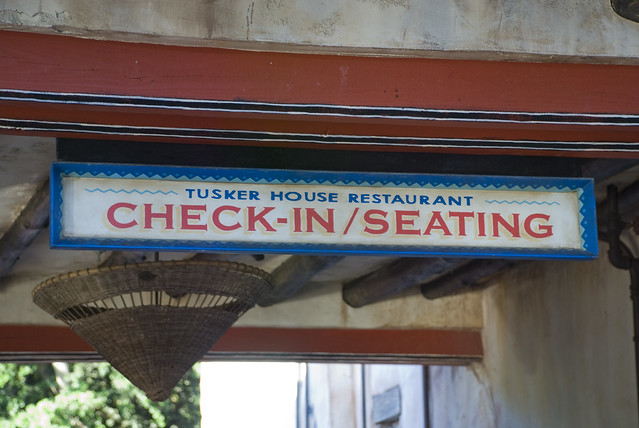 TUSKER HOUSE RESTAURANT
CHECK-IN/SEATING